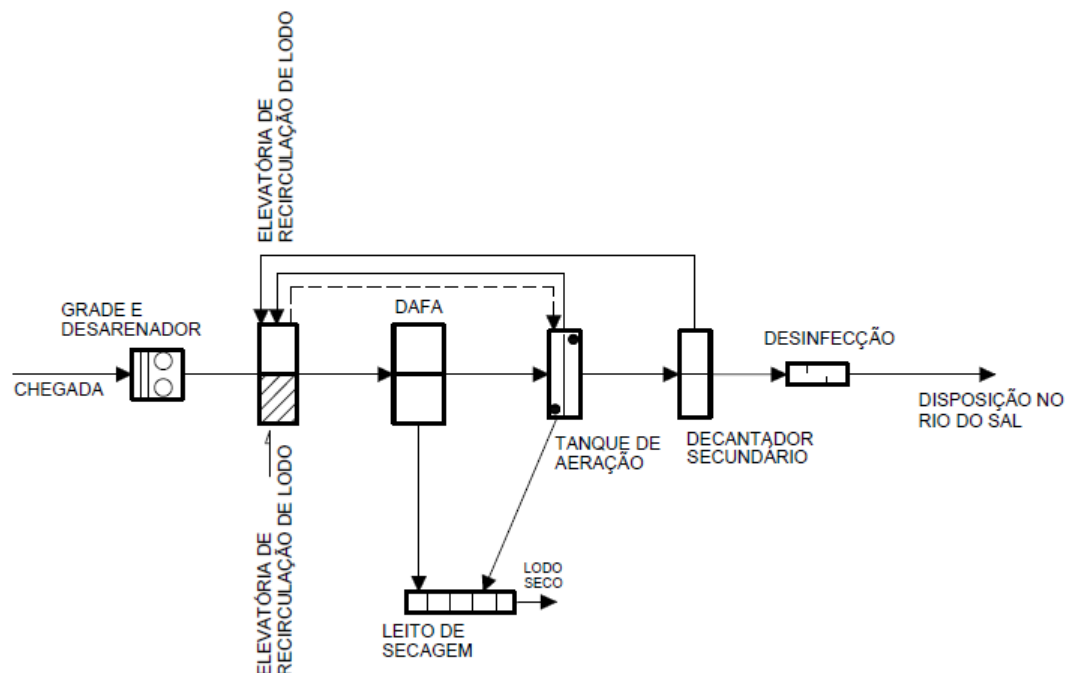 ELEVATÓRIA DE
RECIRCULAÇÃO DE LODO
GRADE E
DESARENADOR
DAFA
DESINFECÇÃO
CHEGADA
DISPOSIÇÃO NO
RIO DO SAL
TANQUE DE
AERAÇÃO
DECANTADOR
SECUNDÁRIO
ELEVATÓRIA DE
RECIRCULAÇÃO DE LODO
LODO
SECO
LEITO DE
SECAGEM